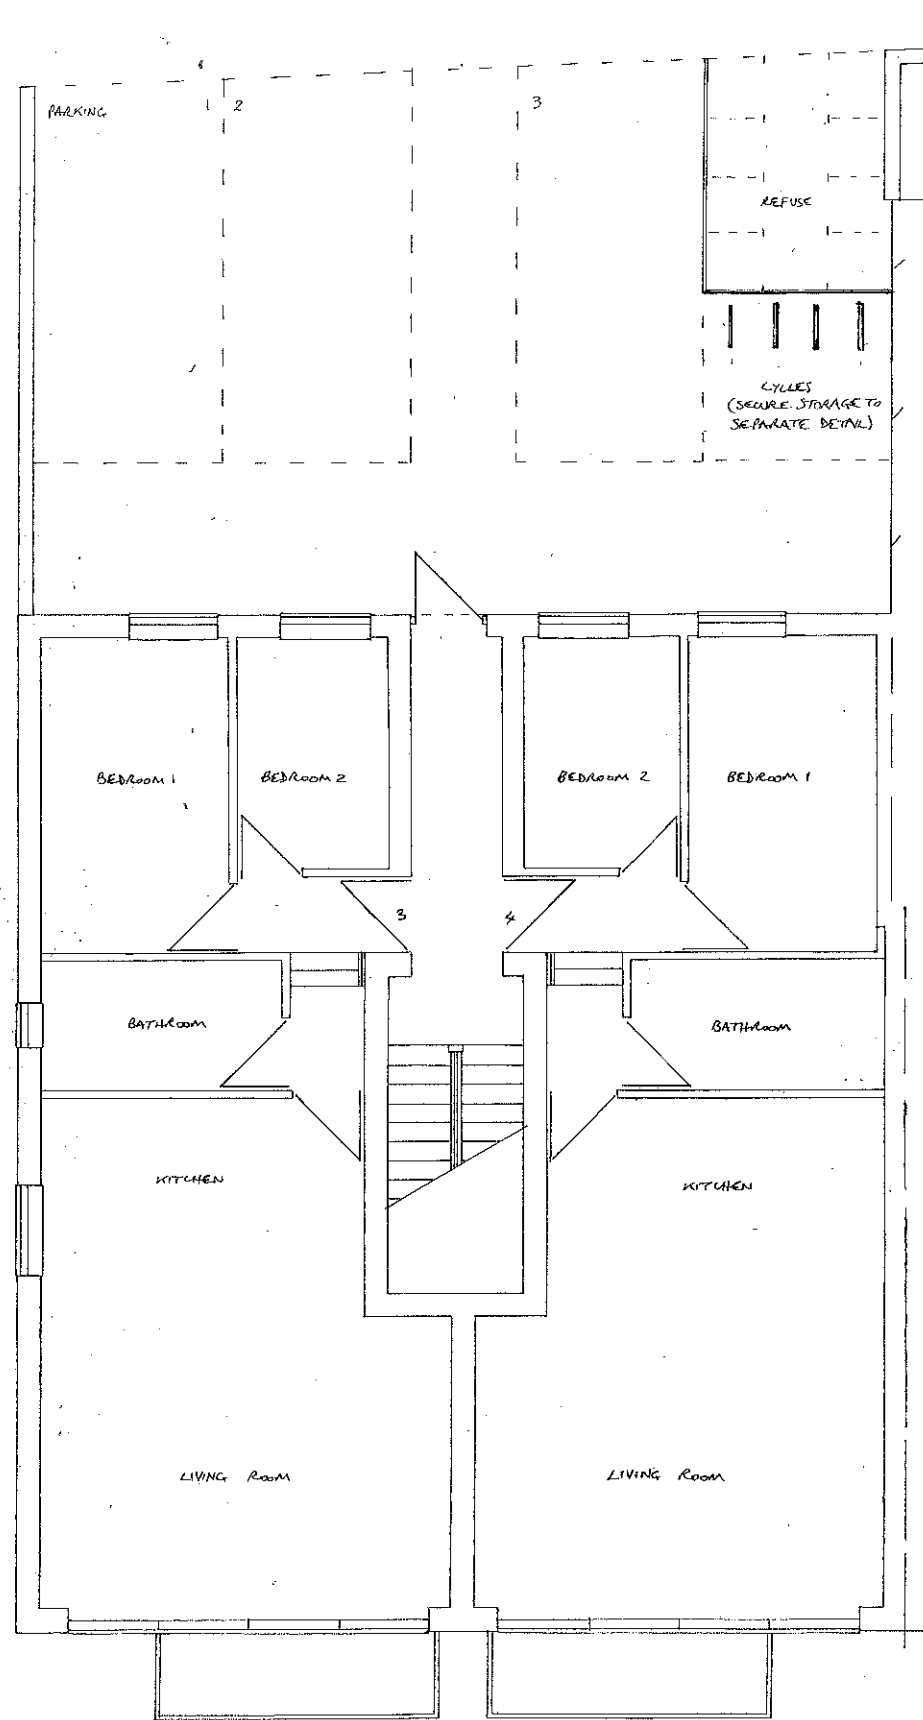 PARKING
1
2
3
REFUSE
CYCLES
(SECURE STORAGE TO
SEPARATE DETAIL)
BEDROOM 1
BEDROOM 2
BEDROOM 2
BEDROOM 1
3
4
BATHROOM
BATHROOM
KITCHEN
KITCHEN
LIVING ROOM
LIVING ROOM